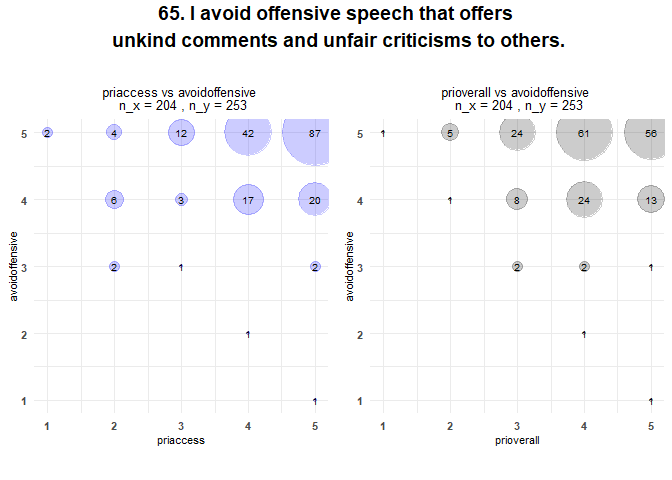 65. I avoid offensive speech that offers
unkind comments and unfair criticisms to others.
priaccess vs avoidoffensive
n_x = 204 , n_y = 253
5
4
3
2
1
avoidoffensive
2 4 12 42 87
6 3 17 20
2 1 2
1
1
1 2 3 4 5
priaccess
prioverall vs avoidoffensive
n_x = 204 , n_y = 253
5
4
3
2
1
avoidoffensive
1 5 24 61 56
1 8 24 13
2 2 1
1
1
1 2 3 4 5
prioverall